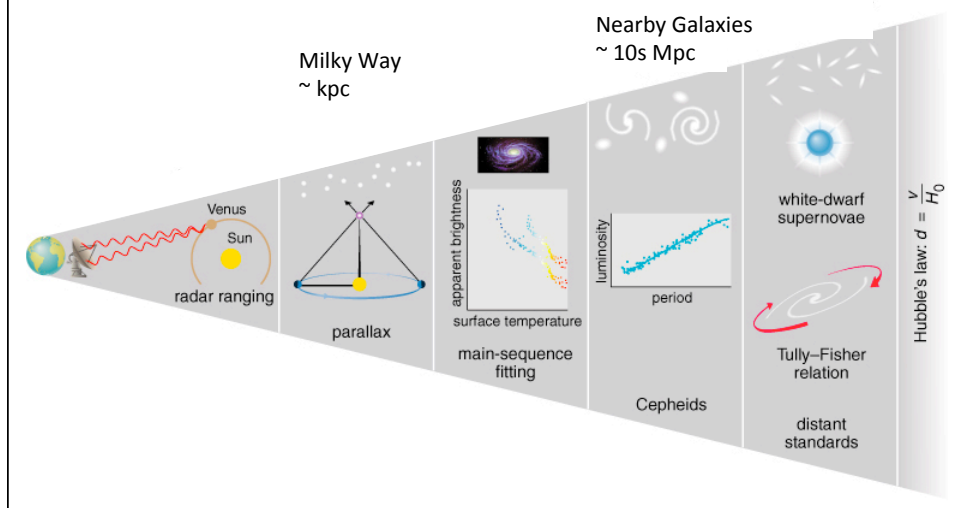 Milky Way
~ kpc
Nearby Galaxies
~ 10s Mpc
Venus
Sun
radar ranging
parallax
apparent brightness
surface temperature
main-sequence
fitting
luminosity
period
Cepheids
white-dwarf
supernovae
Tully–Fisher
relation
distant
standards
Hubble's law: d = v/H₀